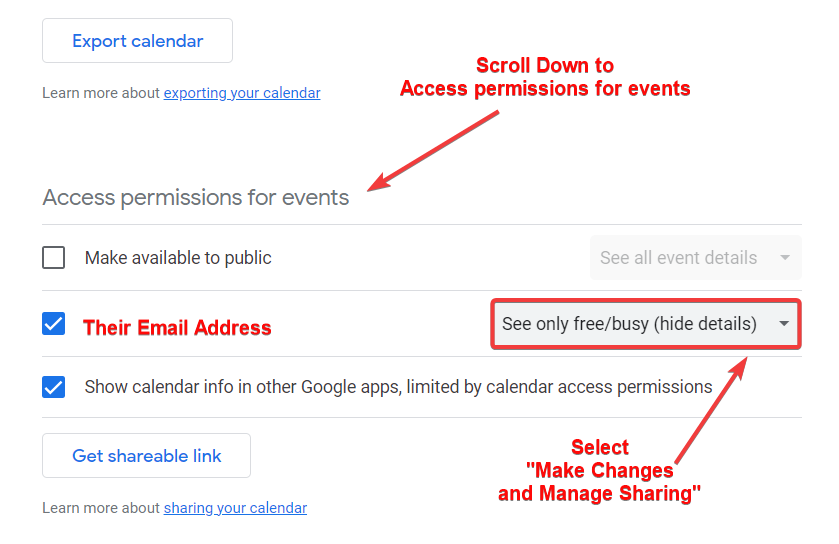 Export calendar
Scroll Down to
Access permissions for events
Learn more about exporting your calendar
Access permissions for events
Make available to public
See all event details
Their Email Address
See only free/busy (hide details)
Show calendar info in other Google apps, limited by calendar access permissions
Get shareable link
Select
"Make Changes
and Manage Sharing"
Learn more about sharing your calendar